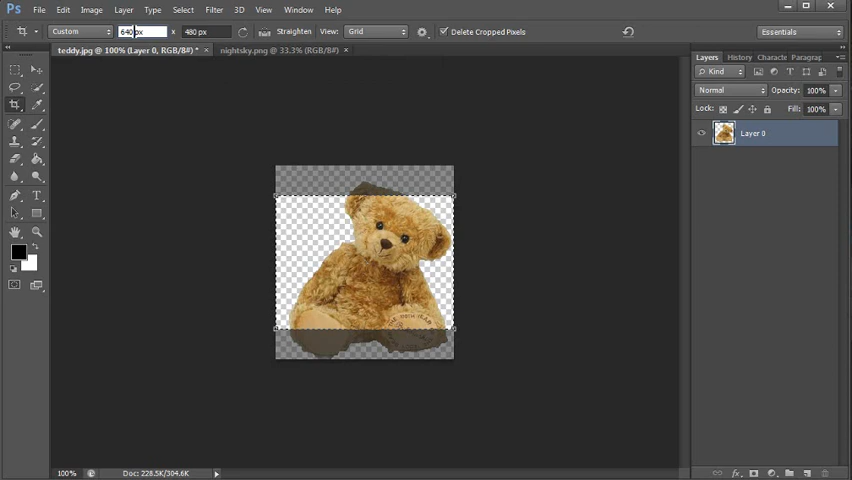 Ps File Edit Image Layer Type Select Filter 3D View Window Help
Custom 640 px x 480 px Straighten View: Grid Delete Cropped Pixels Essentials
teddy.jpg @ 100% (Layer 0, RGB/8#) * × nightsky.png @ 33.3% (RGB/8#) ×
Layers History Character Paragraph
Kind
Normal Opacity: 100%
Lock: Fill: 100%
Layer 0
100% Doc: 228.5K/304.6K